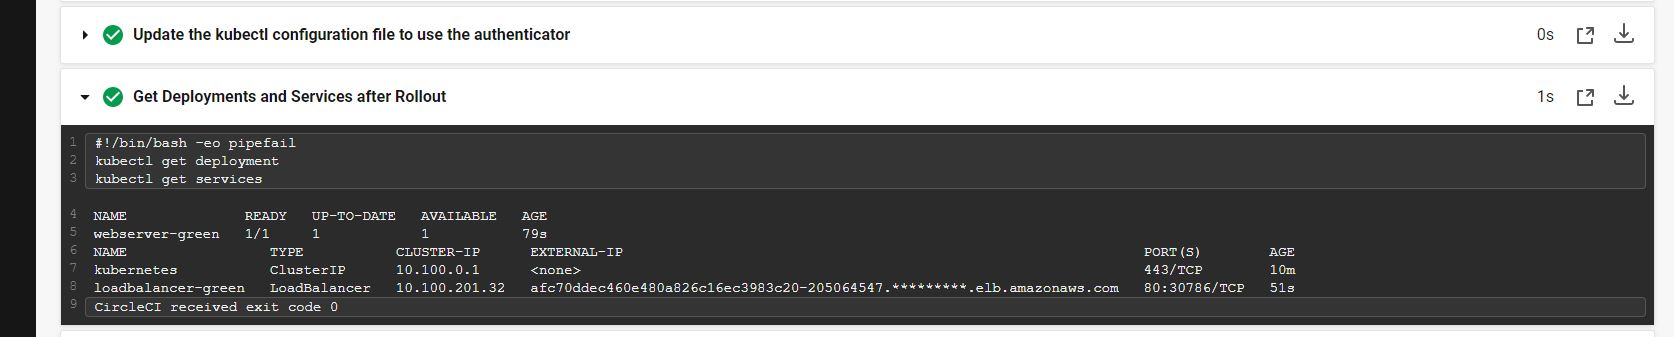 Update the kubectl configuration file to use the authenticator 0s
Get Deployments and Services after Rollout 1s
1 #!/bin/bash -eo pipefail
2 kubectl get deployment
3 kubectl get services
4 NAME READY UP-TO-DATE AVAILABLE AGE
5 webserver-green 1/1 1 1 79s
6 NAME TYPE CLUSTER-IP EXTERNAL-IP PORT(S) AGE
7 kubernetes ClusterIP 10.100.0.1 <none> 443/TCP 10m
8 loadbalancer-green LoadBalancer 10.100.201.32 afc70ddec460e480a826c16ec3983c20-205064547.*********.elb.amazonaws.com 80:30786/TCP 51s
9 CircleCI received exit code 0